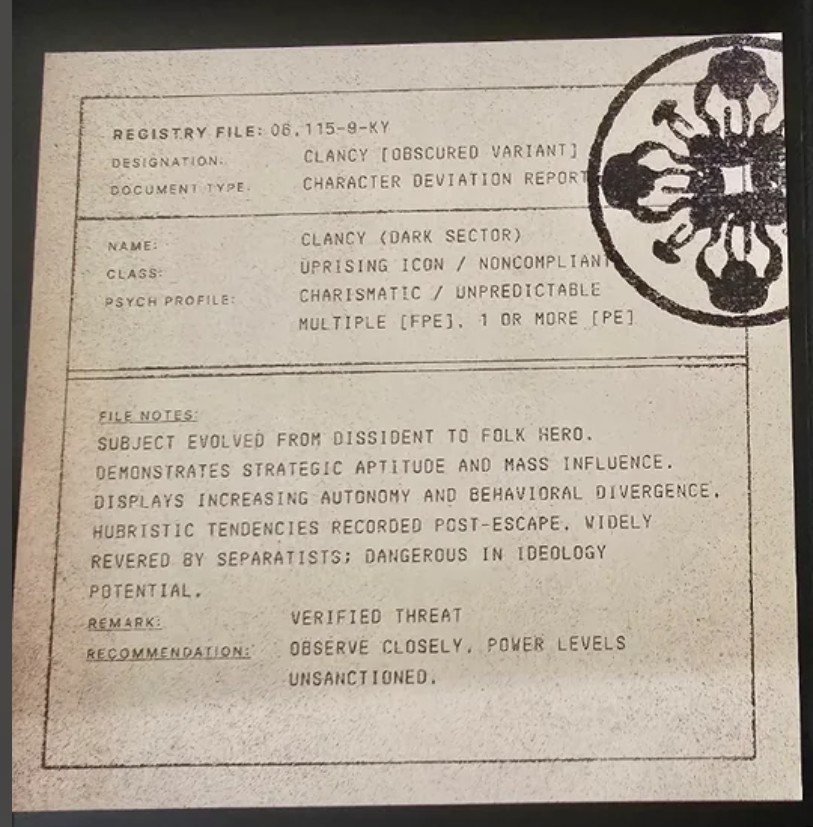 REGISTRY FILE: 08.115-9-KY
DESIGNATION: CLANCY [OBSCURED VARIANT]
DOCUMENT TYPE: CHARACTER DEVIATION REPORT
NAME: CLANCY (DARK SECTOR)
CLASS: UPRISING ICON / NONCOMPLIANT
PSYCH PROFILE: CHARISMATIC / UNPREDICTABLE
MULTIPLE [FPE], 1 OR MORE [PE]
FILE NOTES:
SUBJECT EVOLVED FROM DISSIDENT TO FOLK HERO.
DEMONSTRATES STRATEGIC APTITUDE AND MASS INFLUENCE.
DISPLAYS INCREASING AUTONOMY AND BEHAVIORAL DIVERGENCE.
HUBRISTIC TENDENCIES RECORDED POST-ESCAPE. WIDELY
REVERED BY SEPARATISTS; DANGEROUS IN IDEOLOGY
POTENTIAL.
REMARK: VERIFIED THREAT
RECOMMENDATION: OBSERVE CLOSELY. POWER LEVELS
UNSANCTIONED.